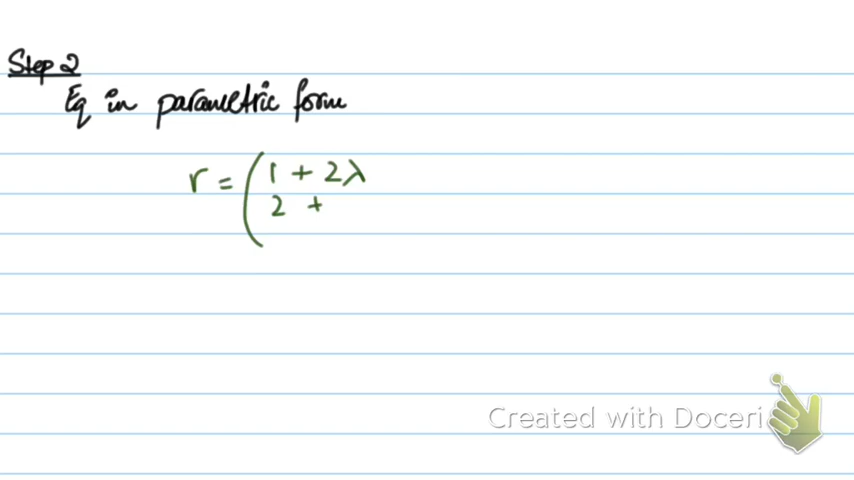 Step 2
Eq in parametric form
r = ( 1 + 2λ
2 +
Created with Doceri